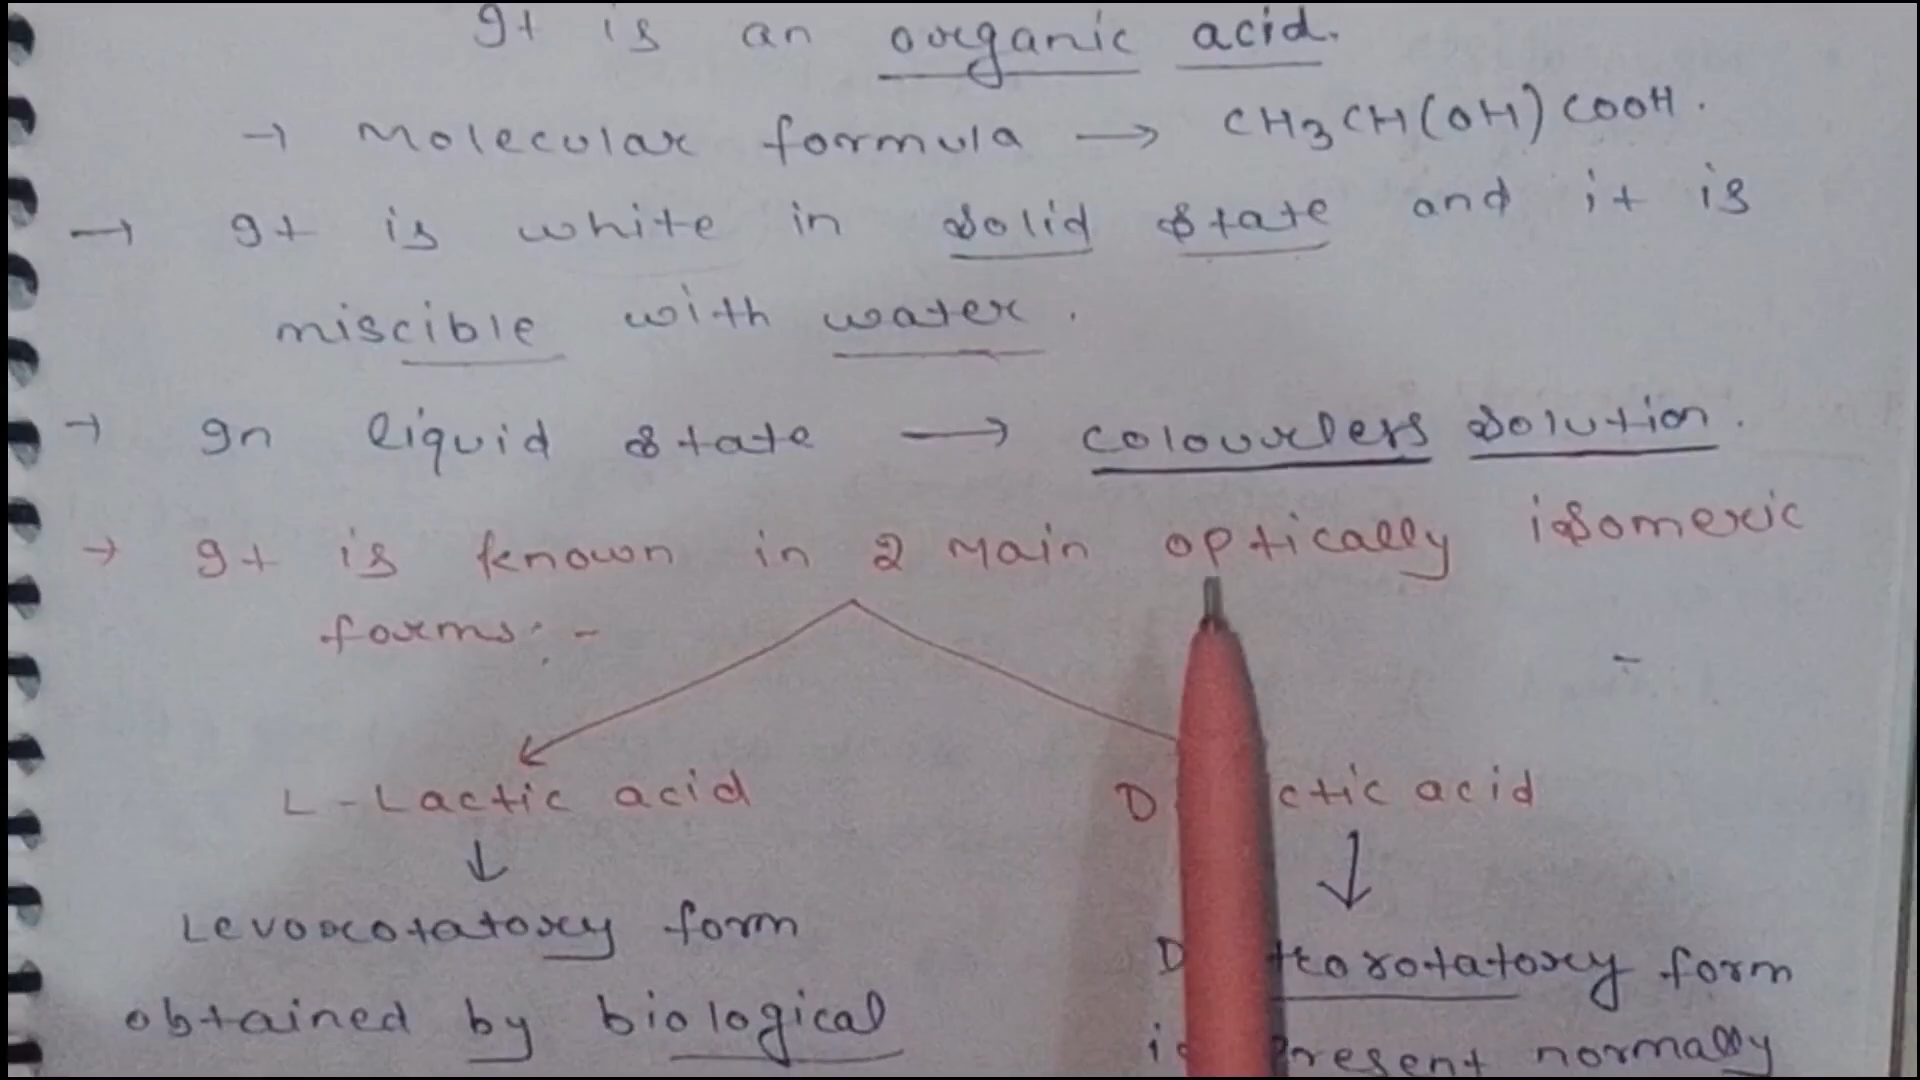 It is an organic acid.
→ Molecular formula → CH3CH(OH)COOH.
→ It is white in solid state and it is
miscible with water.
→ In liquid state → colourless solution.
→ It is known in 2 Main optically isomeric
forms:-
L-Lactic acid D ctic acid
↓ ↓
Levorotatory form
D torotatory form
obtained by biological
present normally